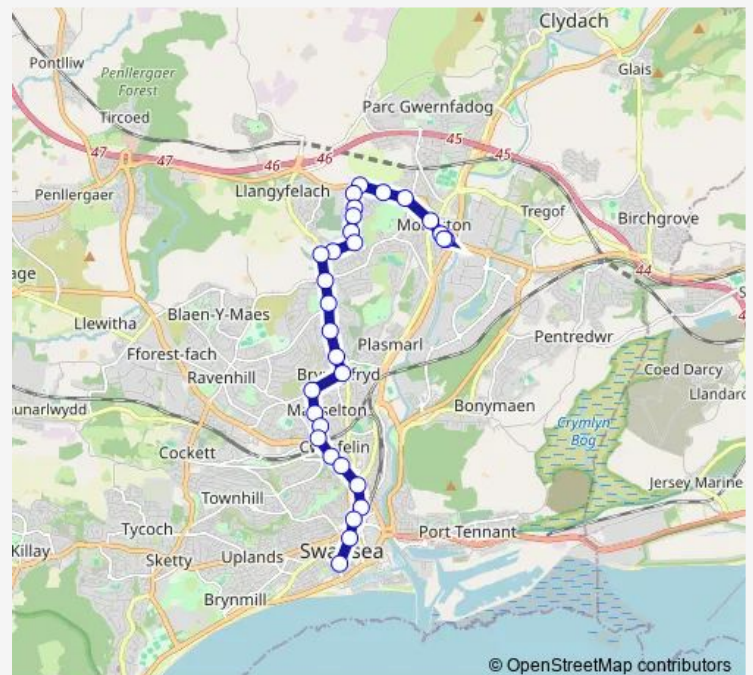 Clydach
Pontlliw
Glais
Penllergaer
Forest
Tircoed
Parc Gwernfadog
45
47
47
46
46
45
Penllergaer
Llangyfelach
Tregof
Birchgrove
44
Llewitha
Blaen-Y-Maes
Plasmarl
Pentredwr
Fforest-fach
Coed Darcy
Ravenhill
Bonymaen
Crymlyn
Bog
Cockett
Jersey Marine
Townhill
Tycoch
Port Tennant
Killay
Sketty
Uplands
Swansea
Brynmill
© OpenStreetMap contributors